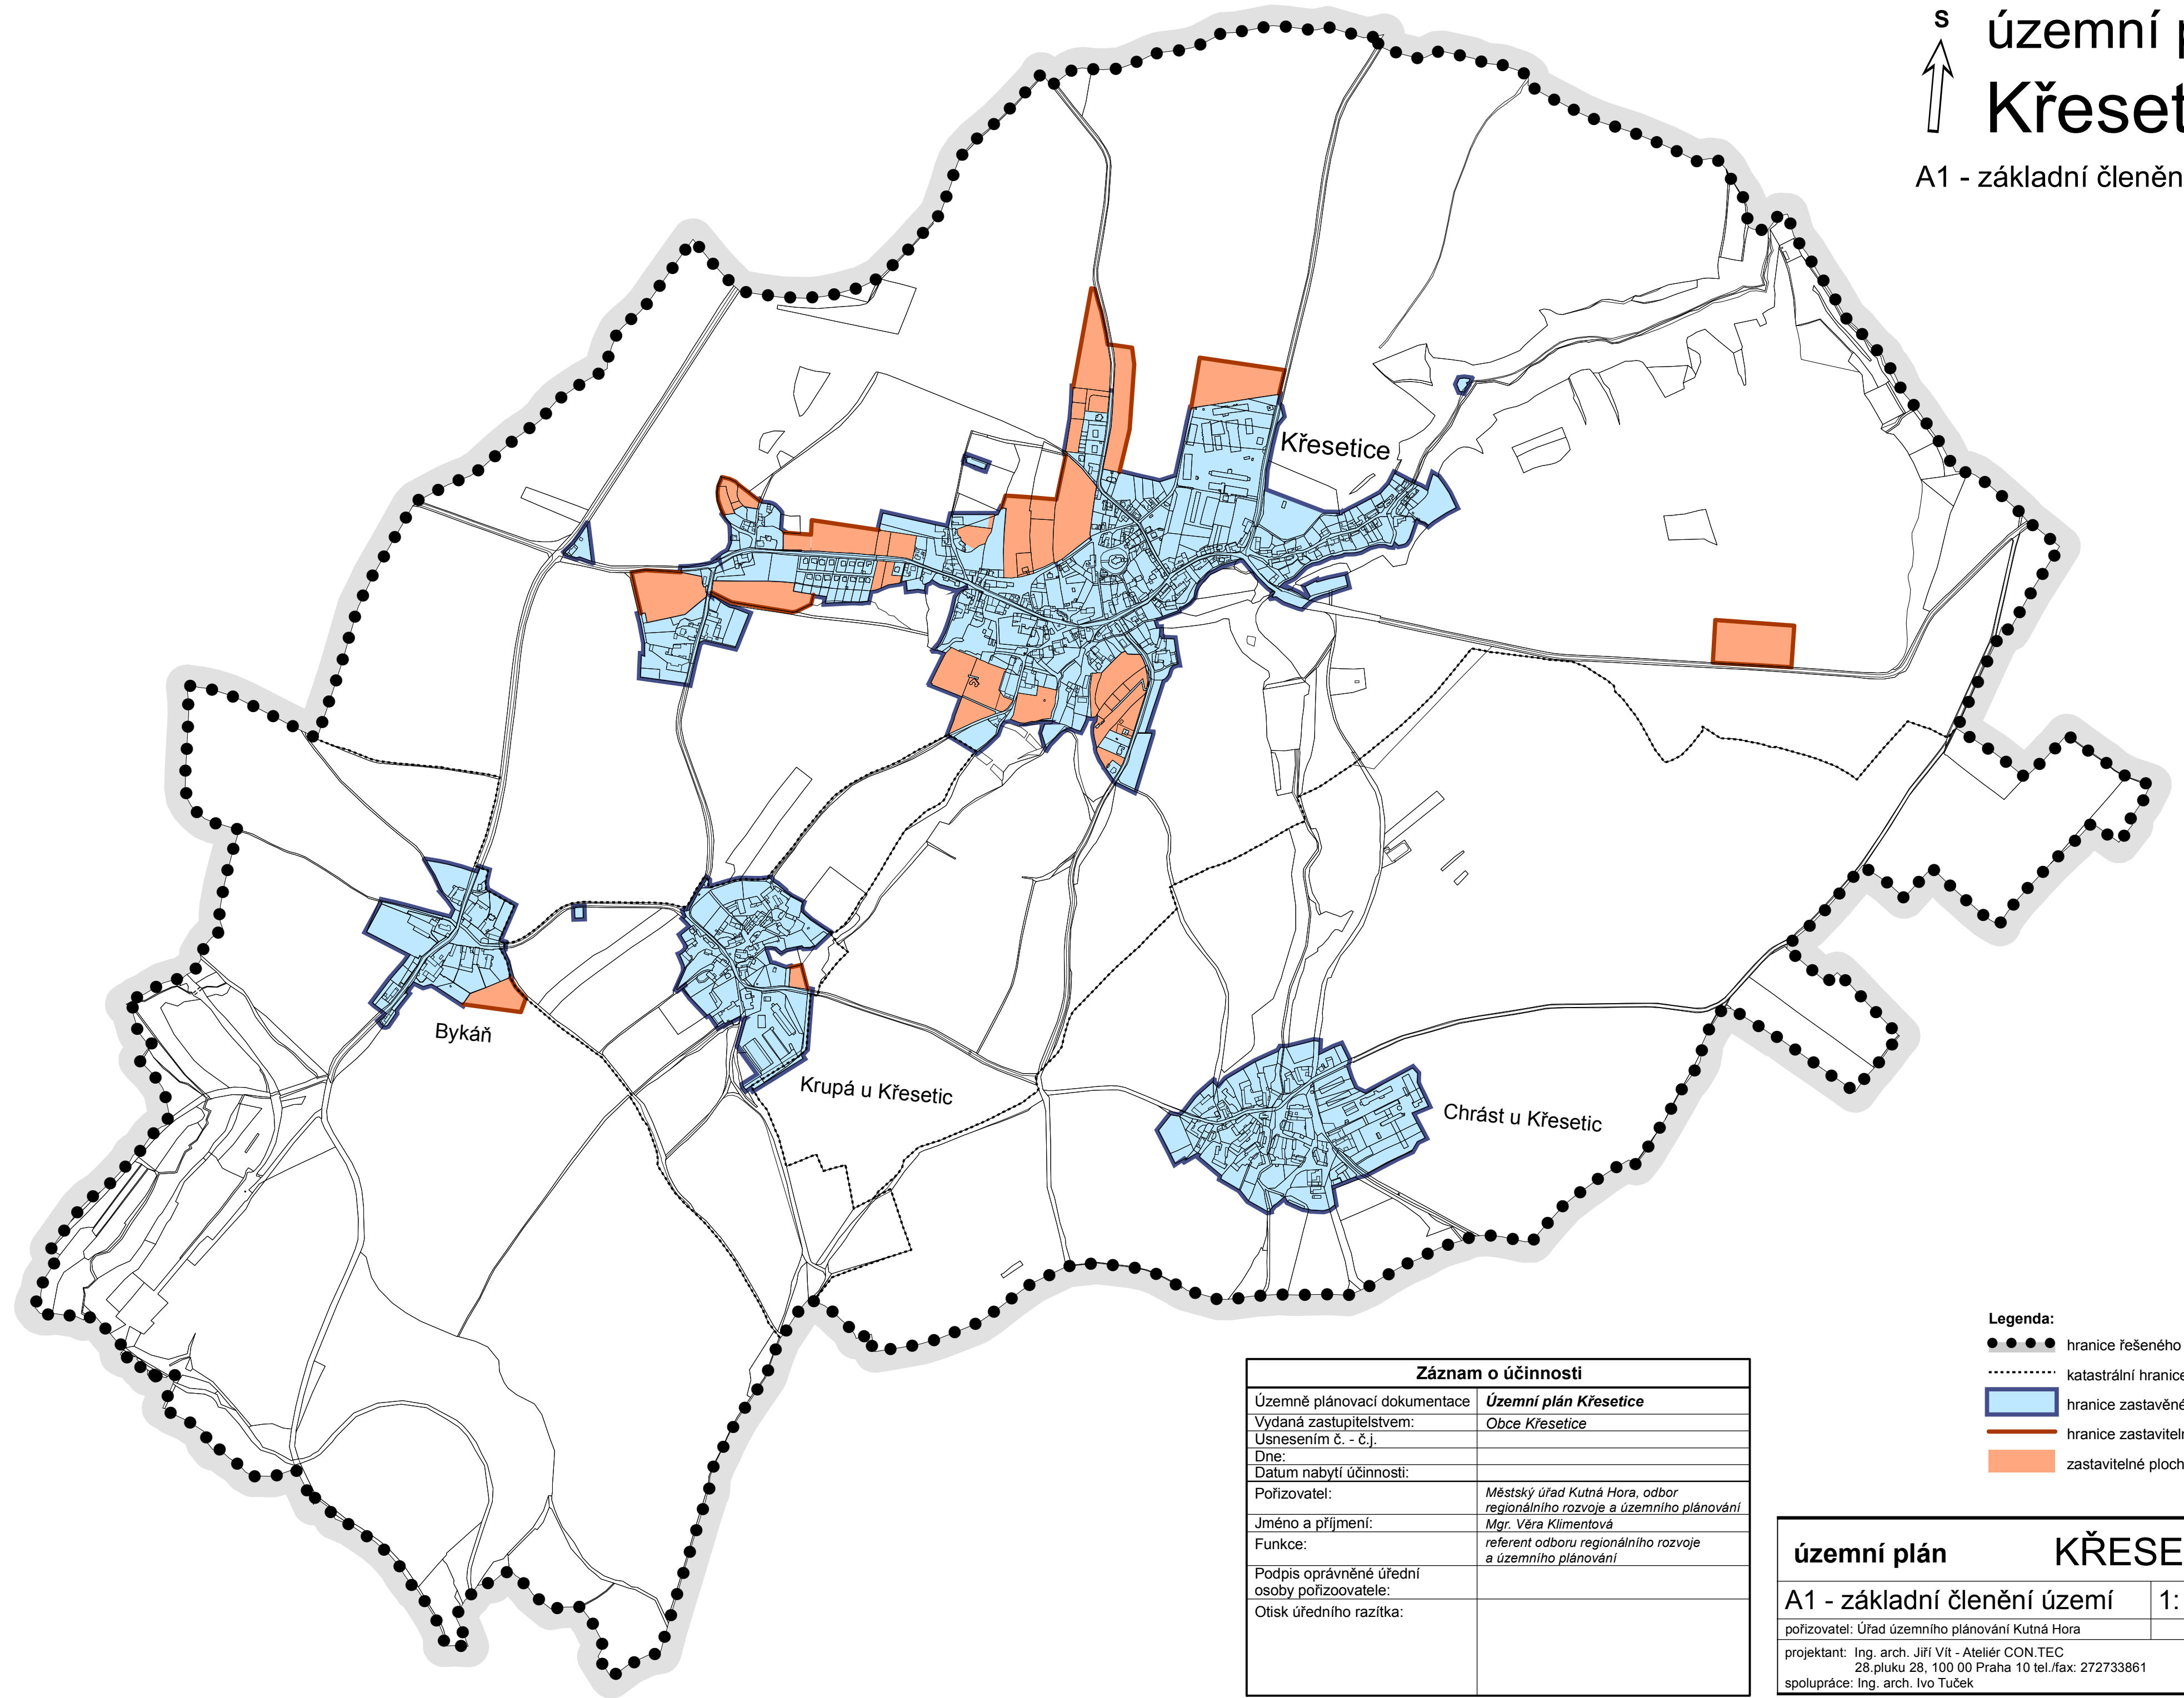 S
územní
Křeset
A1 - základní členěn
Křesetice
Bykáň
Krupá u Křesetic
Chrást u Křesetic
Legenda:
hranice řešeného
katastrální hranice
hranice zastavěné
hranice zastaviteln
zastavitelné ploch
Záznam o účinnosti
Územně plánovací dokumentace Územní plán Křesetice
Vydaná zastupitelstvem: Obce Křesetice
Usnesením č. - č.j.
Dne:
Datum nabytí účinnosti:
Pořizovatel: Městský úřad Kutná Hora, odbor
regionálního rozvoje a územního plánování
Jméno a příjmení: Mgr. Věra Klimentová
Funkce: referent odboru regionálního rozvoje
a územního plánování
Podpis oprávněné úřední
osoby pořizoovatele:
Otisk úředního razítka:
územní plán KŘESE
A1 - základní členění území 1:
pořizovatel: Úřad územního plánování Kutná Hora
projektant: Ing. arch. Jiří Vít - Ateliér CON.TEC
28.pluku 28, 100 00 Praha 10 tel./fax: 272733861
spolupráce: Ing. arch. Ivo Tuček